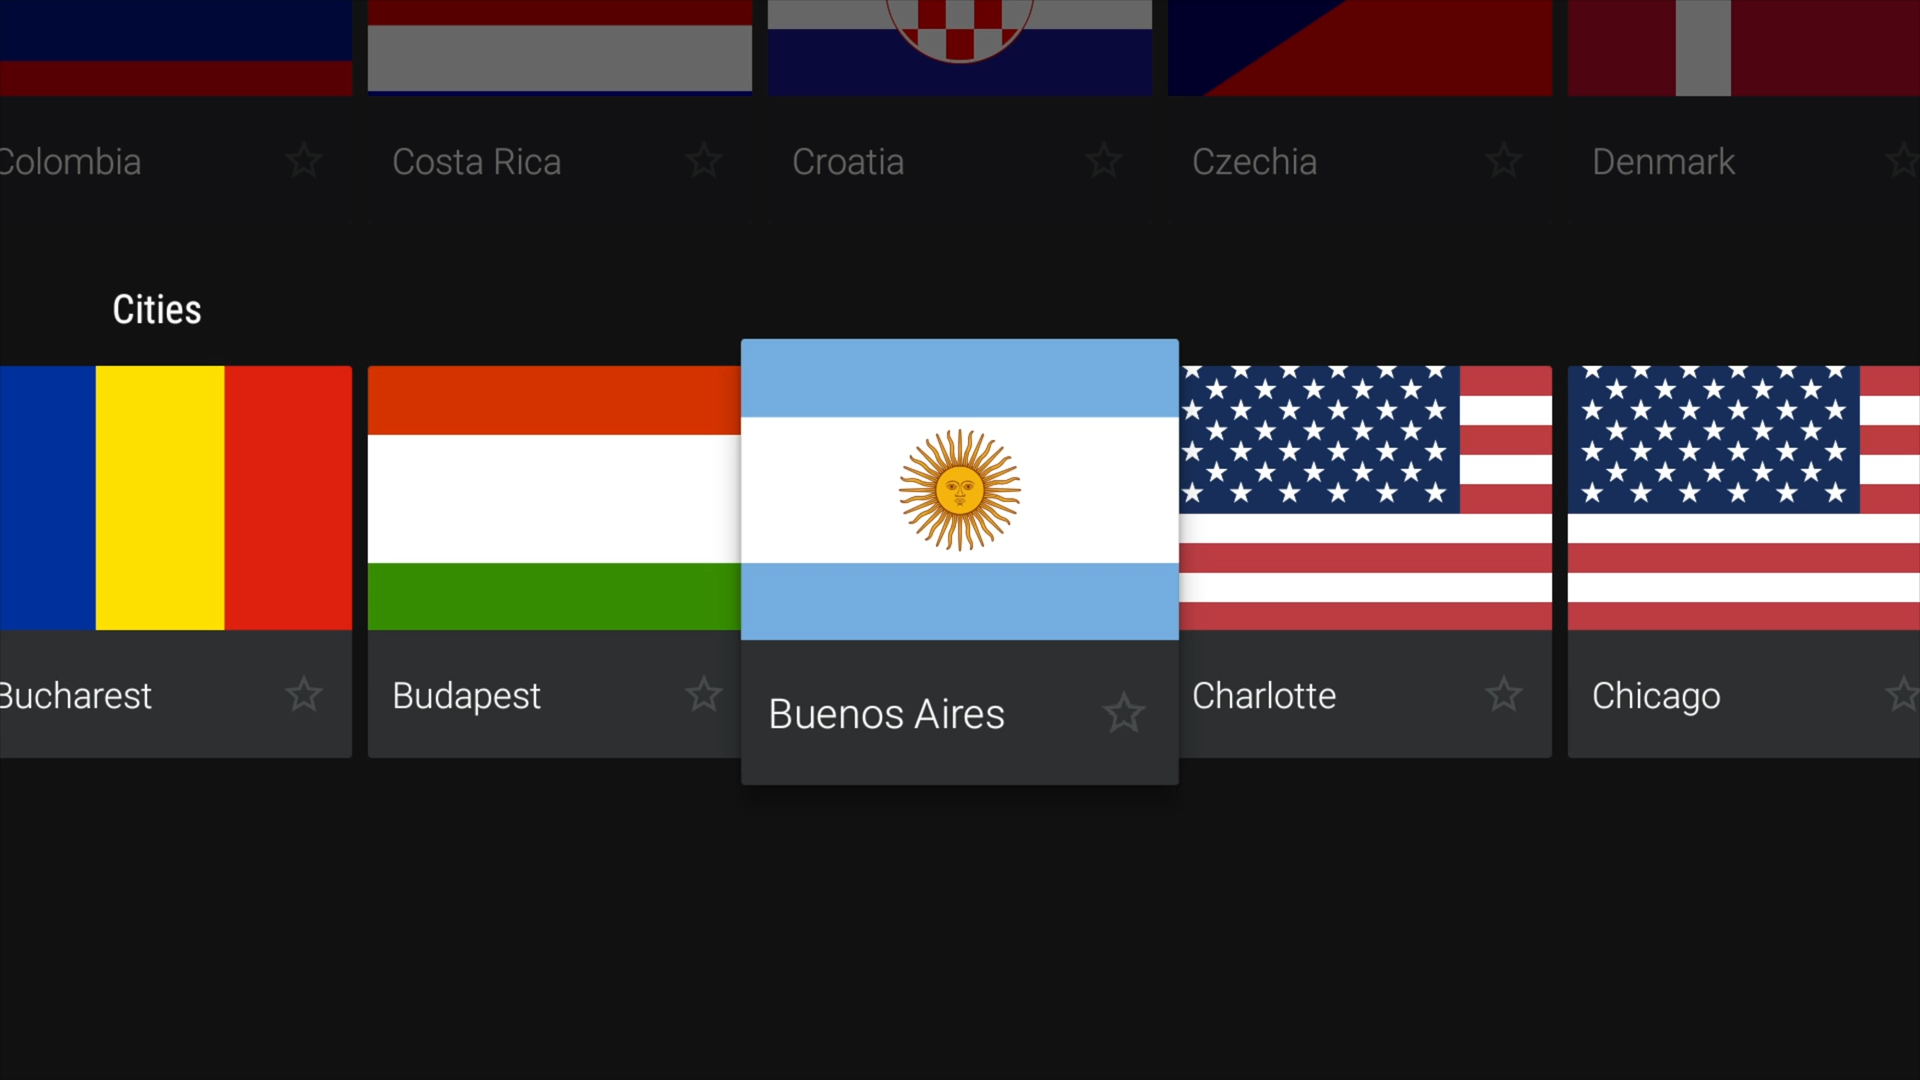 Colombia
Costa Rica
Croatia
Czechia
Denmark
Cities
Bucharest
Budapest
Buenos Aires
Charlotte
Chicago